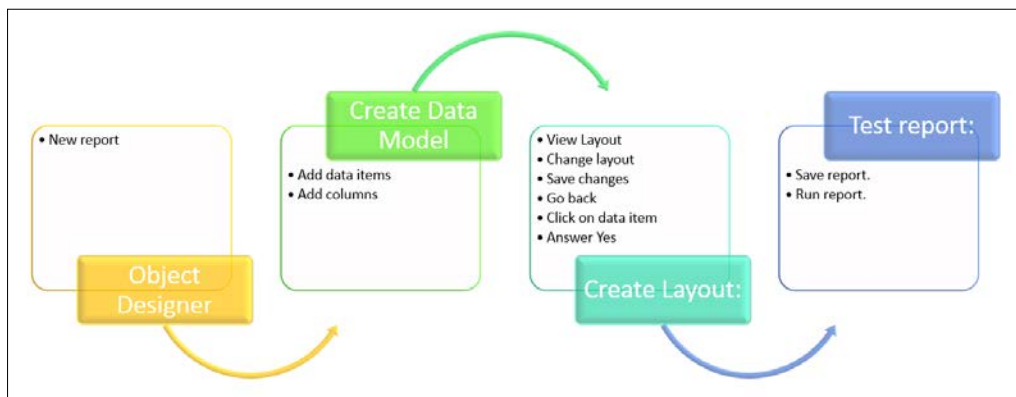 • New report
Object
Designer
Create Data
Model
• Add data items
• Add columns
• View Layout
• Change layout
• Save changes
• Go back
• Click on data item
• Answer Yes
Create Layout:
Test report:
• Save report.
• Run report.